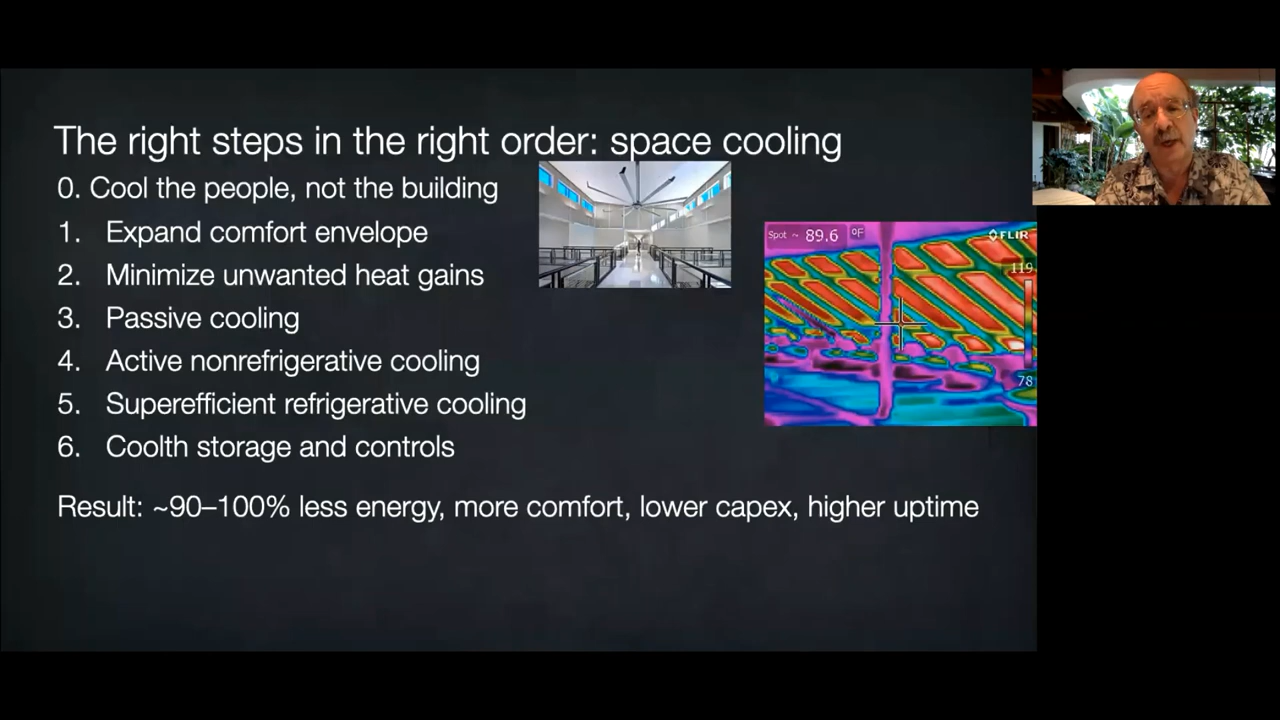 The right steps in the right order: space cooling
0. Cool the people, not the building
1. Expand comfort envelope
2. Minimize unwanted heat gains
3. Passive cooling
4. Active nonrefrigerative cooling
5. Superefficient refrigerative cooling
6. Coolth storage and controls
Result: ~90–100% less energy, more comfort, lower capex, higher uptime
Spot ~ 89.6 °F
FLIR
119
78